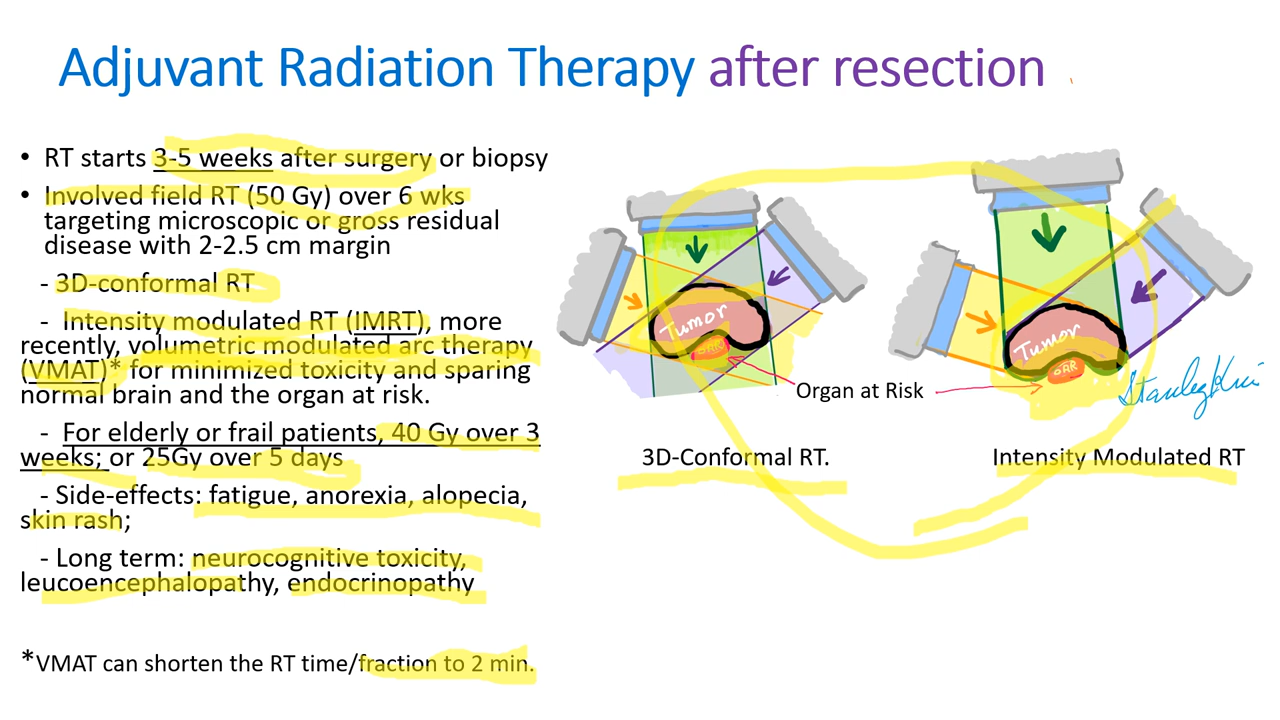 Adjuvant Radiation Therapy after resection
• RT starts 3-5 weeks after surgery or biopsy
• Involved field RT (50 Gy) over 6 wks
targeting microscopic or gross residual
disease with 2-2.5 cm margin
- 3D-conformal RT
- Intensity modulated RT (IMRT), more
recently, volumetric modulated arc therapy
(VMAT)* for minimized toxicity and sparing
normal brain and the organ at risk.
- For elderly or frail patients, 40 Gy over 3
weeks; or 25Gy over 5 days
- Side-effects: fatigue, anorexia, alopecia,
skin rash;
- Long term: neurocognitive toxicity,
leucoencephalopathy, endocrinopathy
*VMAT can shorten the RT time/fraction to 2 min.
Tumor
OAR
Organ at Risk
3D-Conformal RT.
Tumor
OAR
Intensity Modulated RT
Stanley